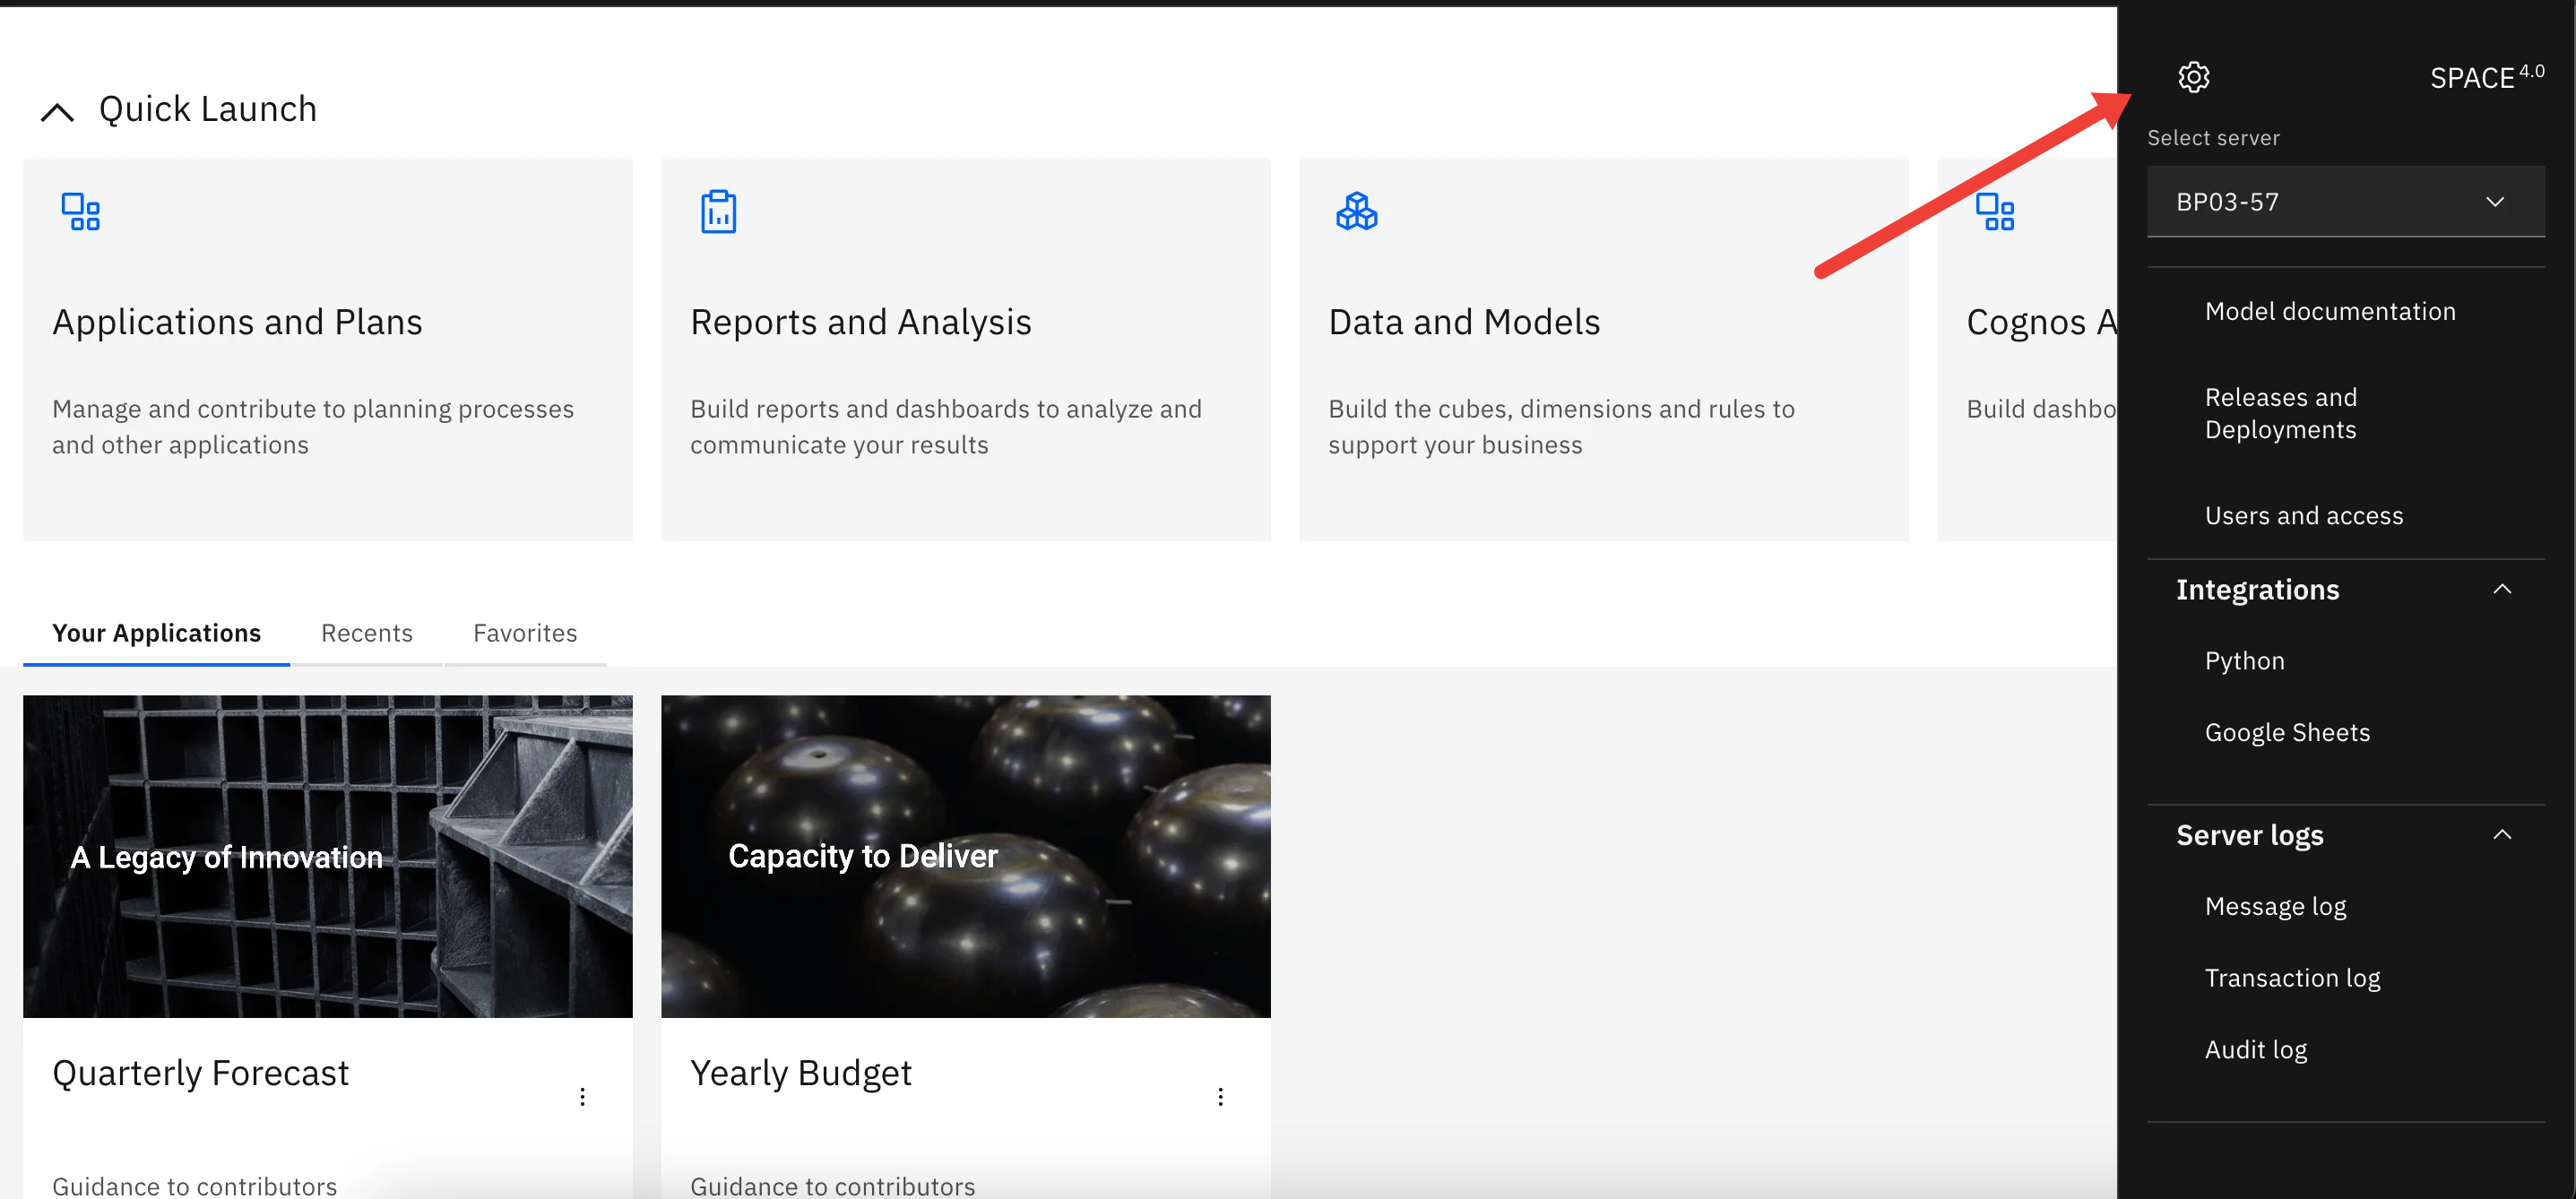 Quick Launch
Applications and Plans
Manage and contribute to planning processes
and other applications
Reports and Analysis
Build reports and dashboards to analyze and
communicate your results
Data and Models
Build the cubes, dimensions and rules to
support your business
Cognos A
Build dashbo
Your Applications
Recents
Favorites
A Legacy of Innovation
Quarterly Forecast
Guidance to contributors
Capacity to Deliver
Yearly Budget
Guidance to contributors
SPACE 4.0
Select server
BP03-57
Model documentation
Releases and
Deployments
Users and access
Integrations
Python
Google Sheets
Server logs
Message log
Transaction log
Audit log